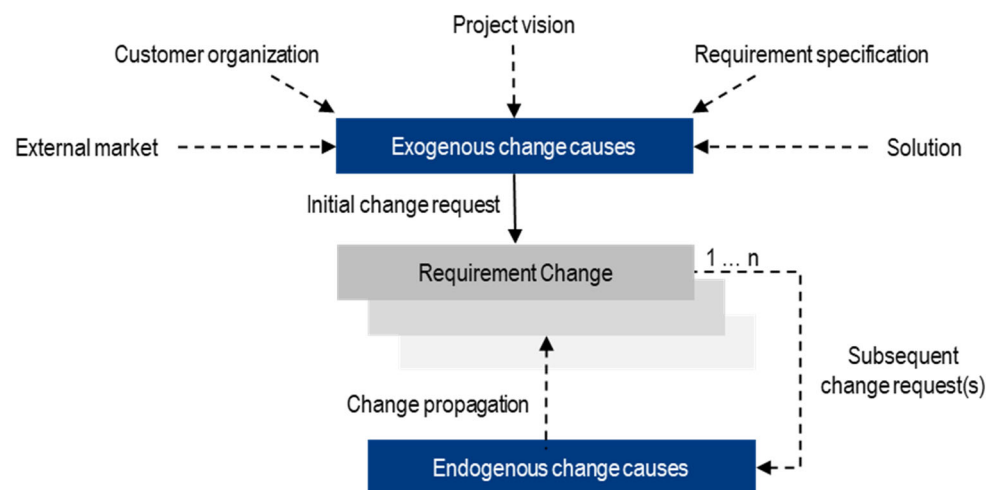 Project vision
Customer organization
Requirement specification
External market
Exogenous change causes
Solution
Initial change request
1 … n
Requirement Change
Subsequent
change request(s)
Change propagation
Endogenous change causes